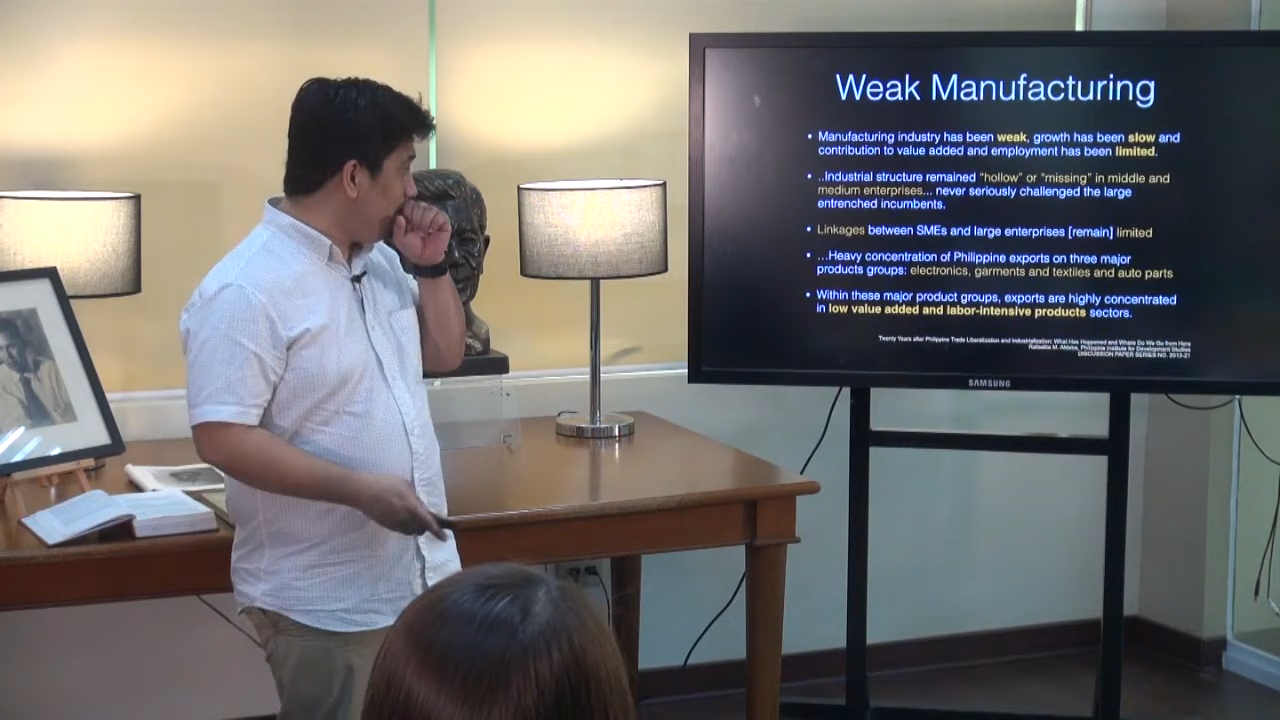 Weak Manufacturing
• Manufacturing industry has been weak, growth has been slow and
contribution to value added and employment has been limited.
• ..Industrial structure remained “hollow” or “missing” in middle and
medium enterprises... never seriously challenged the large
entrenched incumbents.
• Linkages between SMEs and large enterprises [remain] limited
• ...Heavy concentration of Philippine exports on three major
products groups: electronics, garments and textiles and auto parts
• Within these major product groups, exports are highly concentrated
in low value added and labor-intensive products sectors.
Twenty Years after Philippine Trade Liberalization and Industrialization: What Has Happened and Where Do We Go from Here
Rafaelita M. Aldaba, Philippine Institute for Development Studies
DISCUSSION PAPER SERIES NO. 2013-21
SAMSUNG